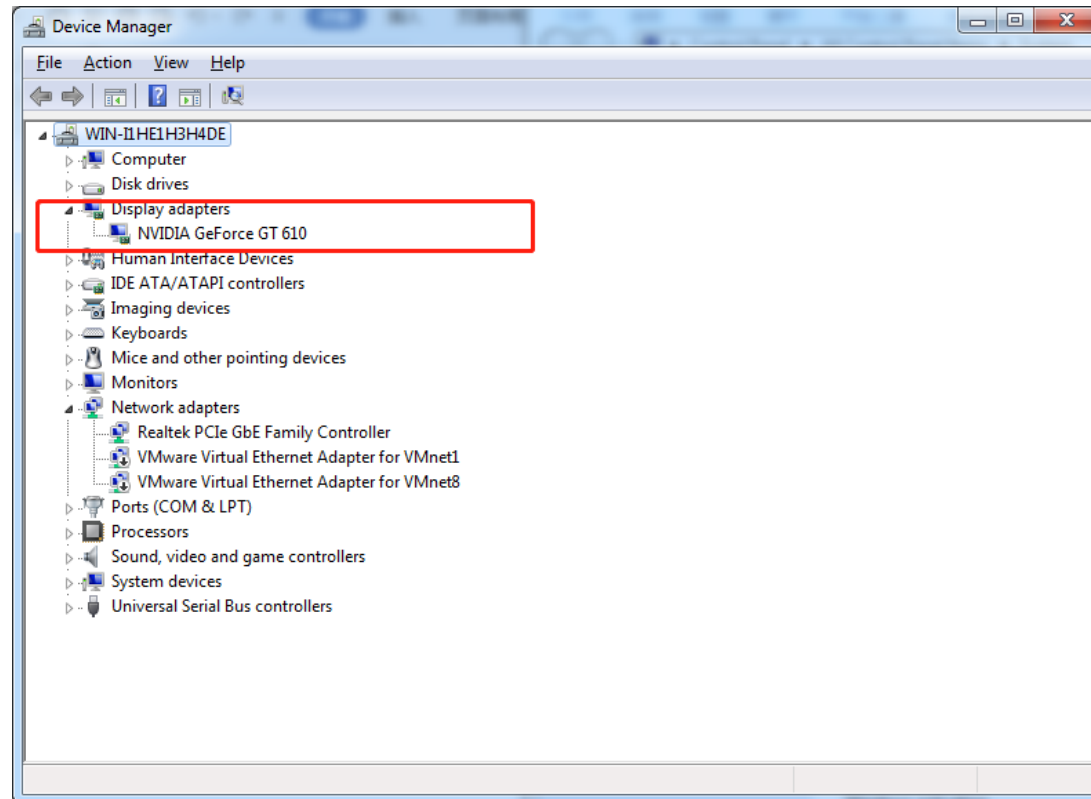 Device Manager
File Action View Help
WIN-I1HE1H3H4DE
Computer
Disk drives
Display adapters
NVIDIA GeForce GT 610
Human Interface Devices
IDE ATA/ATAPI controllers
Imaging devices
Keyboards
Mice and other pointing devices
Monitors
Network adapters
Realtek PCIe GbE Family Controller
VMware Virtual Ethernet Adapter for VMnet1
VMware Virtual Ethernet Adapter for VMnet8
Ports (COM & LPT)
Processors
Sound, video and game controllers
System devices
Universal Serial Bus controllers